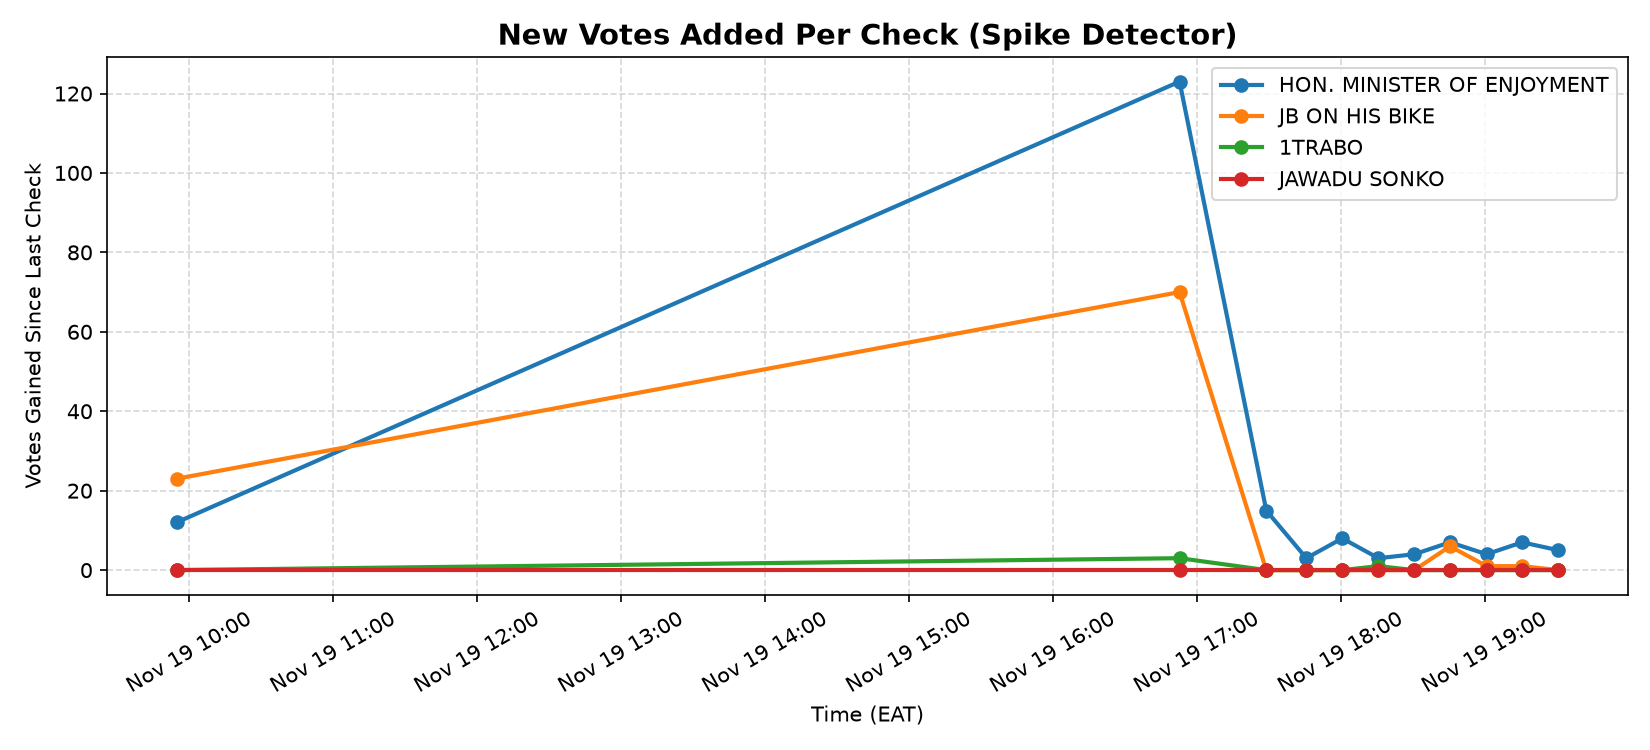 New Votes Added Per Check (Spike Detector)
HON. MINISTER OF ENJOYMENT
JB ON HIS BIKE
1TRABO
JAWADU SONKO
Votes Gained Since Last Check
120
100
80
60
40
20
0
Nov 19 10:00
Nov 19 11:00
Nov 19 12:00
Nov 19 13:00
Nov 19 14:00
Nov 19 15:00
Nov 19 16:00
Nov 19 17:00
Nov 19 18:00
Nov 19 19:00
Time (EAT)